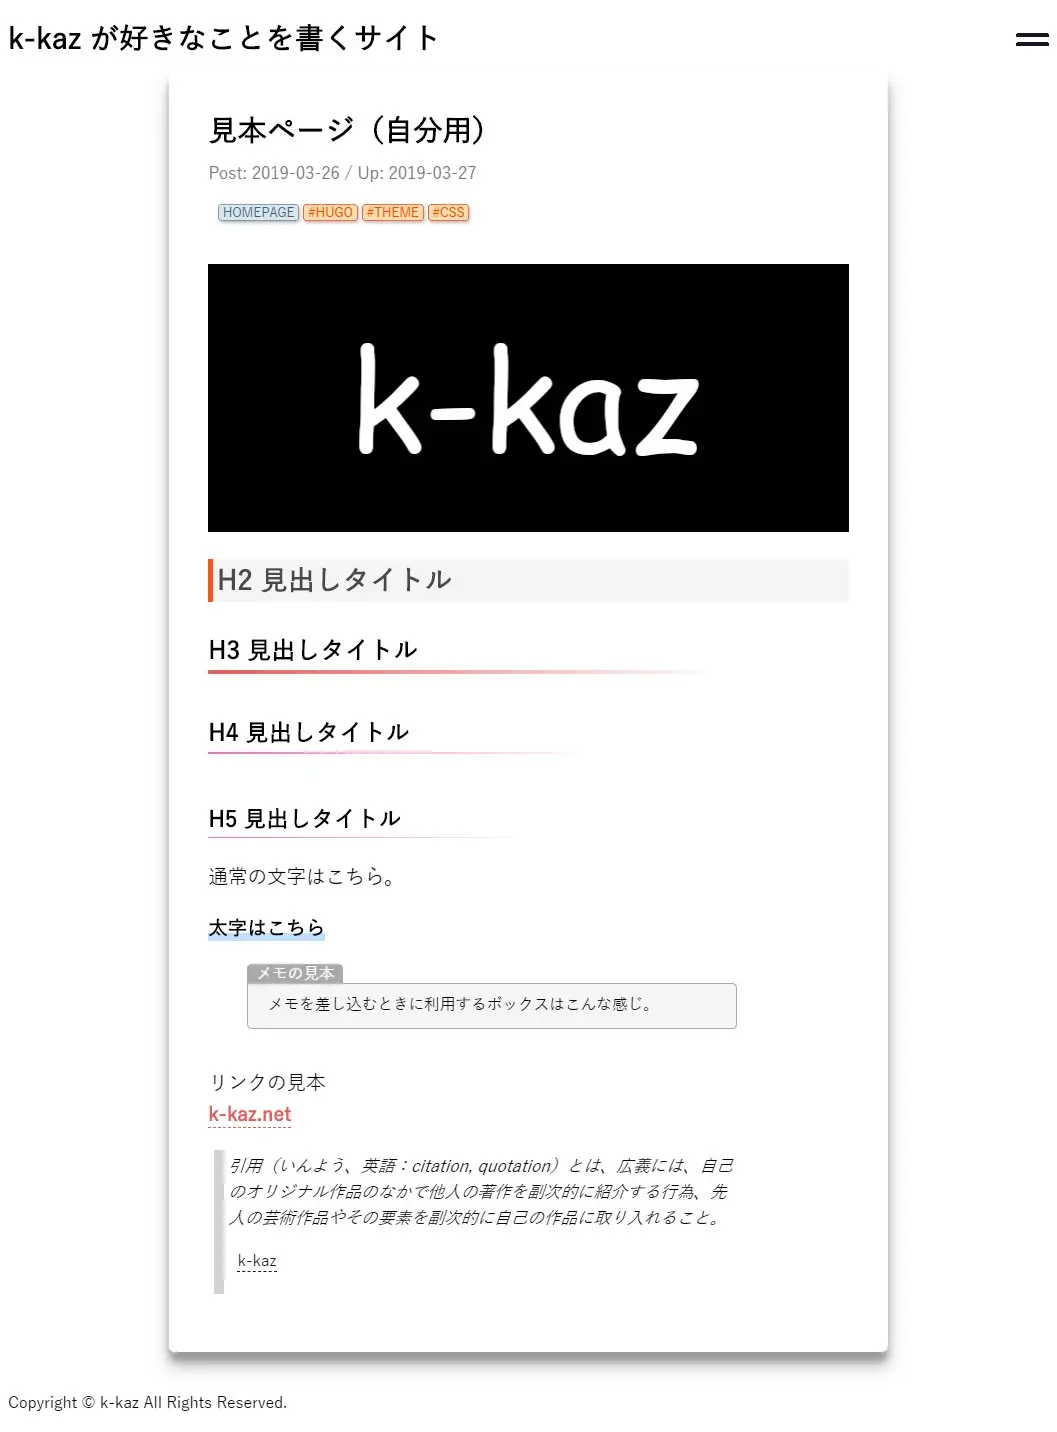 k-kaz が好きなことを書くサイト
見本ページ（自分用）
Post: 2019-03-26 / Up: 2019-03-27
HOMEPAGE #HUGO #THEME #CSS
k-kaz
H2 見出しタイトル
H3 見出しタイトル
H4 見出しタイトル
H5 見出しタイトル
通常の文字はこちら。
太字はこちら
メモの見本
メモを差し込むときに利用するボックスはこんな感じ。
リンクの見本
k-kaz.net
引用（いんよう、英語：citation, quotation）とは、広義には、自己
のオリジナル作品のなかで他人の著作を副次的に紹介する行為、先
人の芸術作品やその要素を副次的に自己の作品に取り入れること。
k-kaz
Copyright © k-kaz All Rights Reserved.